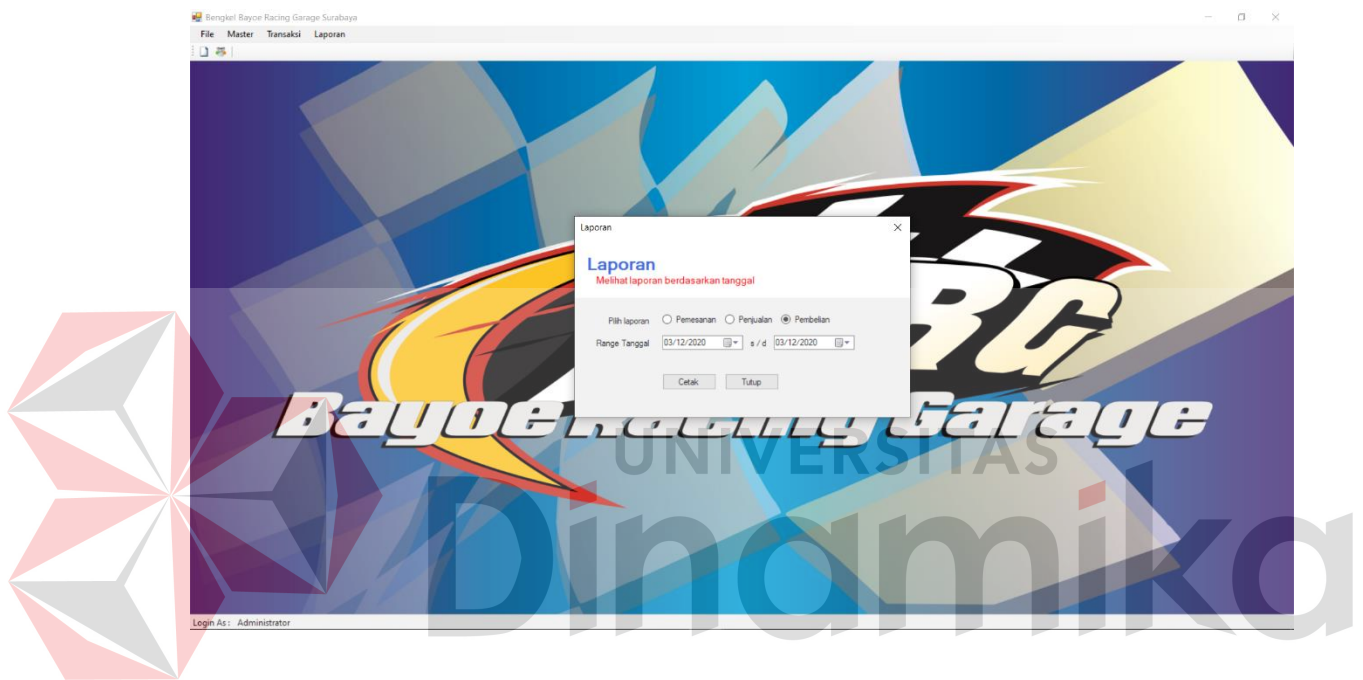 Bengkel Bayoe Racing Garage Surabaya
File Master Transaksi Laporan
Laporan
Laporan
Melihat laporan berdasarkan tanggal
Pilih laporan Pemesanan Penjualan Pembelian
Range Tanggal 03/12/2020 s / d 03/12/2020
Cetak Tutup
RG
Bayoe Racing Garage
UNIVERSITAS
Dinamika
Login As : Administrator